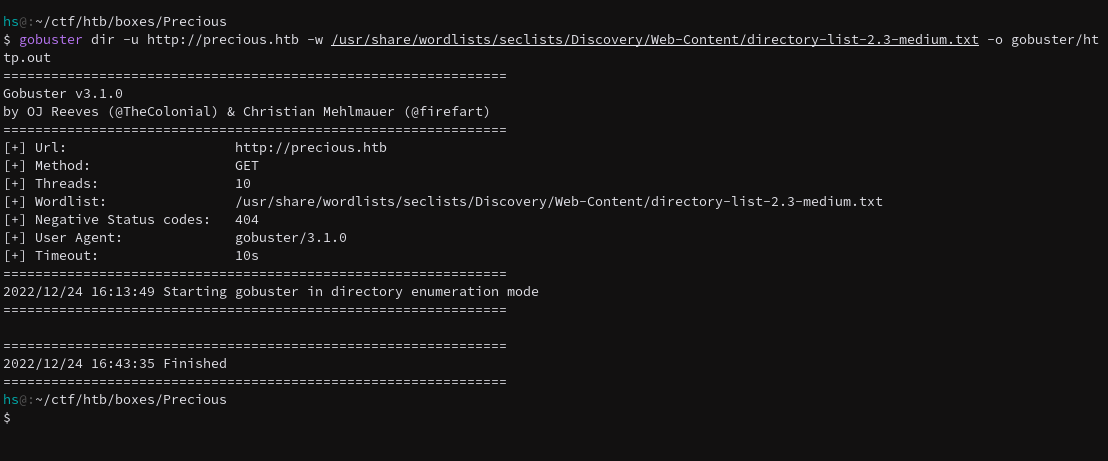 hs@:~/ctf/htb/boxes/Precious
$ gobuster dir -u http://precious.htb -w /usr/share/wordlists/seclists/Discovery/Web-Content/directory-list-2.3-medium.txt -o gobuster/ht
tp.out
===============================================================
Gobuster v3.1.0
by OJ Reeves (@TheColonial) & Christian Mehlmauer (@firefart)
===============================================================
[+] Url:                     http://precious.htb
[+] Method:                  GET
[+] Threads:                 10
[+] Wordlist:                /usr/share/wordlists/seclists/Discovery/Web-Content/directory-list-2.3-medium.txt
[+] Negative Status codes:   404
[+] User Agent:              gobuster/3.1.0
[+] Timeout:                 10s
===============================================================
2022/12/24 16:13:49 Starting gobuster in directory enumeration mode
===============================================================

===============================================================
2022/12/24 16:43:35 Finished
===============================================================
hs@:~/ctf/htb/boxes/Precious
$